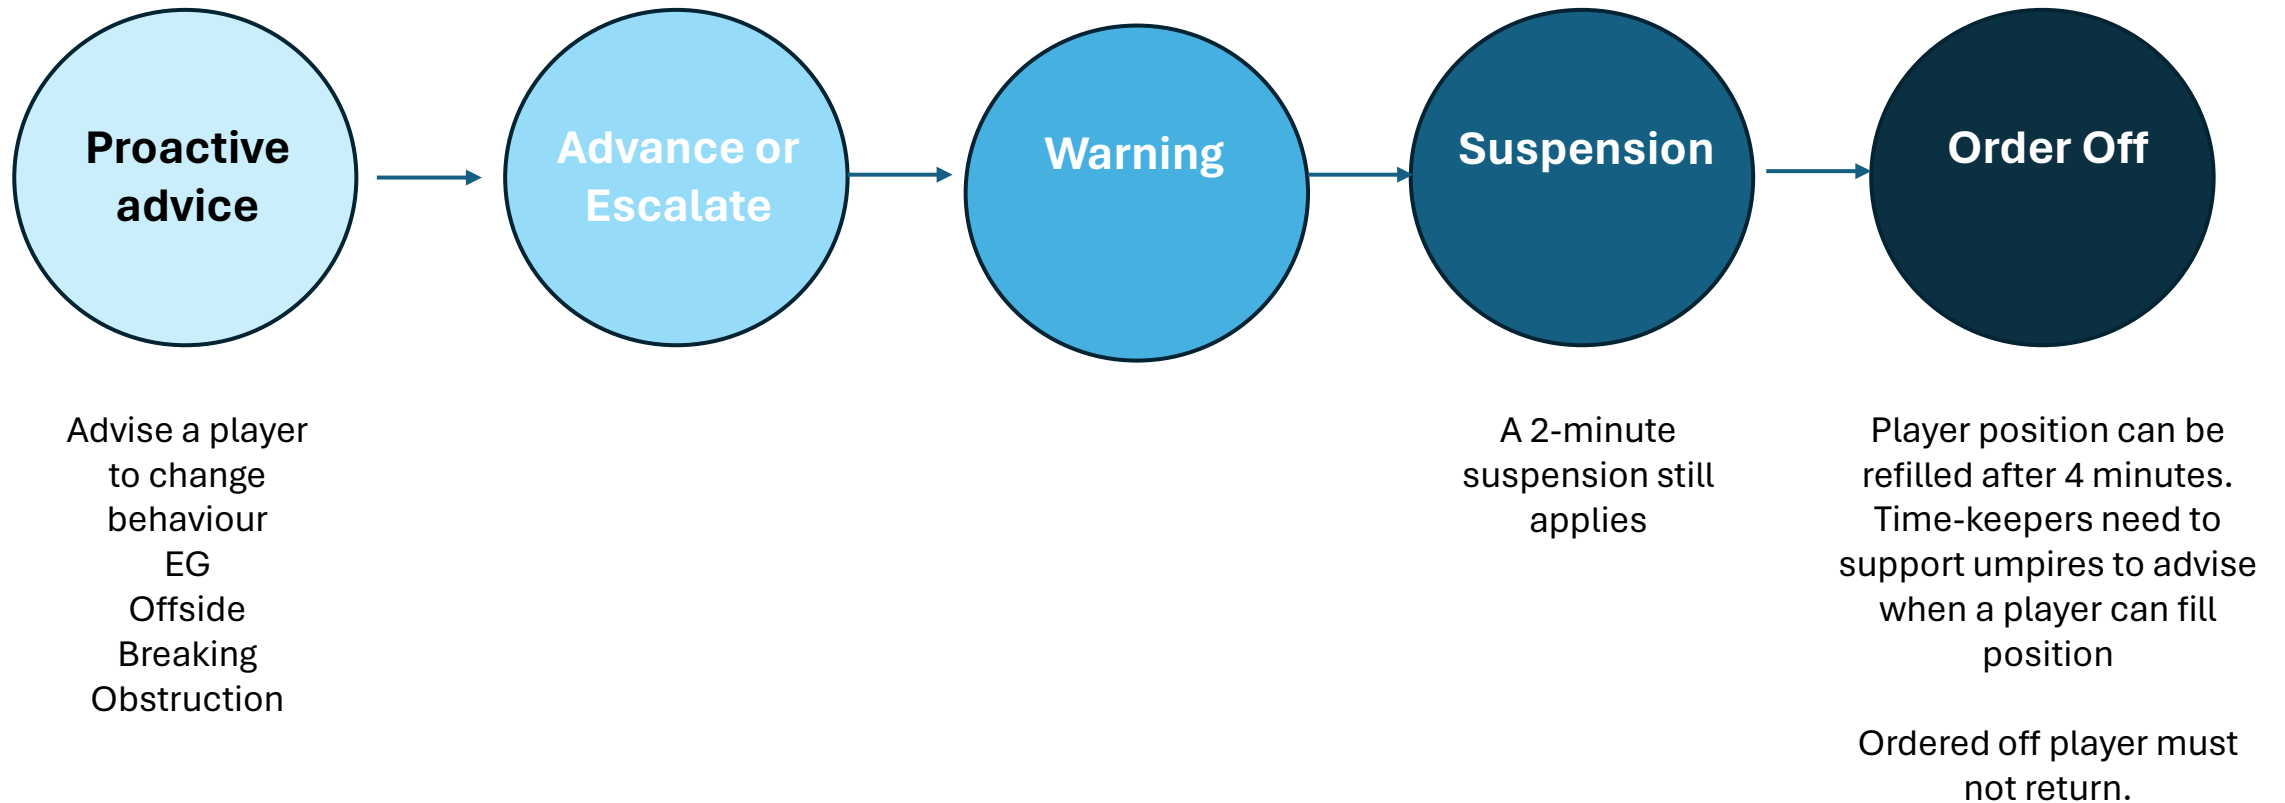 Proactive
advice
Advance or
Escalate
Warning
Suspension
Order Off
Advise a player
to change
behaviour
EG
Offside
Breaking
Obstruction
A 2-minute
suspension still
applies
Player position can be
refilled after 4 minutes.
Time-keepers need to
support umpires to advise
when a player can fill
position
Ordered off player must
not return.